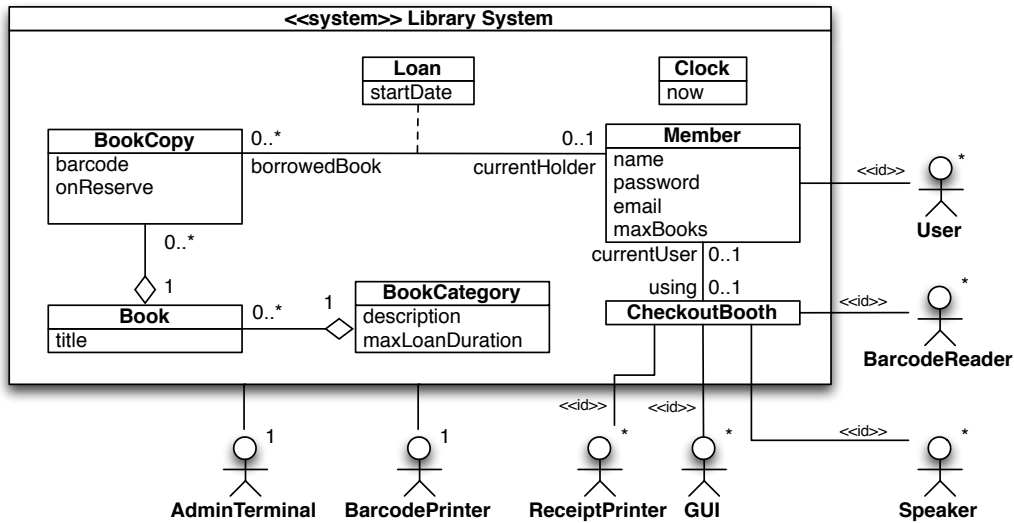 <<system>> Library System
Loan
startDate
Clock
now
BookCopy
barcode
onReserve
0..*
borrowedBook
0..1
currentHolder
Member
name
password
email
maxBooks
<<id>>
*
User
0..*
1
currentUser
0..1
using
0..1
Book
title
0..*
1
BookCategory
description
maxLoanDuration
CheckoutBooth
<<id>>
*
BarcodeReader
<<id>>
<<id>>
<<id>>
1
AdminTerminal
1
BarcodePrinter
*
ReceiptPrinter
*
GUI
*
Speaker